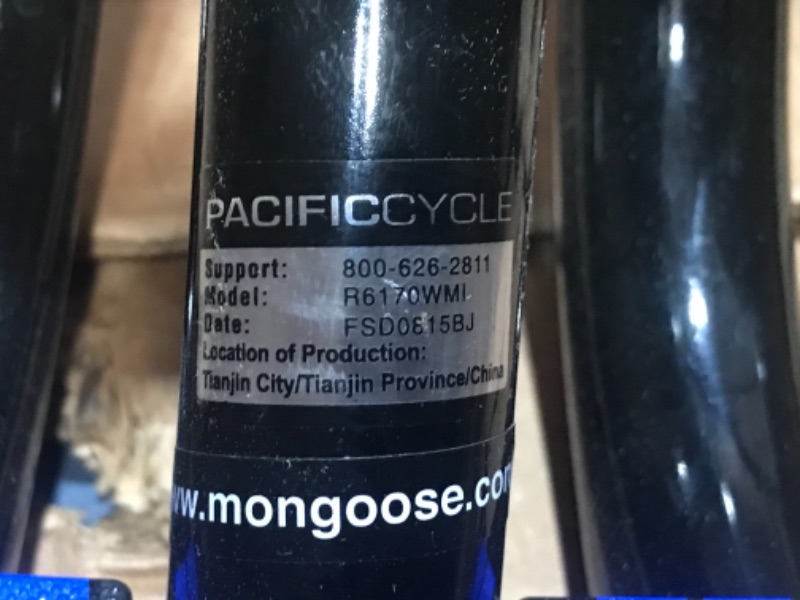 PACIFICCYCLE
Support: 800-626-2811
Model: R6170WMI
Date: FSD0815BJ
Location of Production:
Tianjin City/Tianjin Province/China
www.mongoose.com